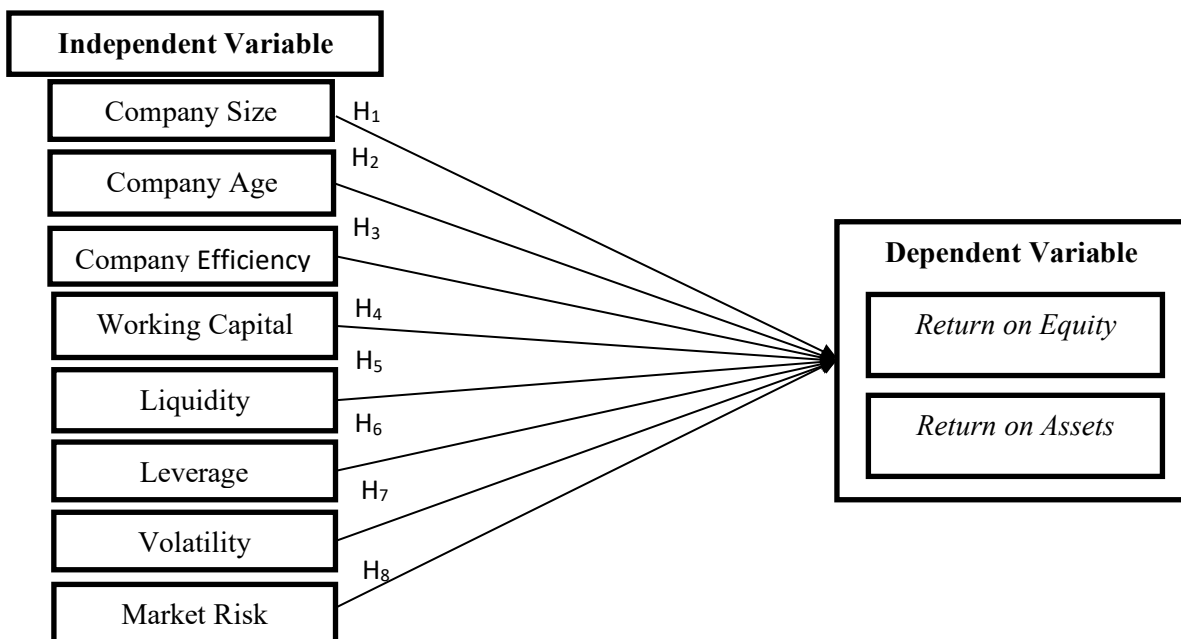 Independent Variable
Company Size
H₁
Company Age
H₂
Company Efficiency
H₃
Working Capital
H₄
Liquidity
H₅
Leverage
H₆
Volatility
H₇
Market Risk
H₈
Dependent Variable
Return on Equity
Return on Assets